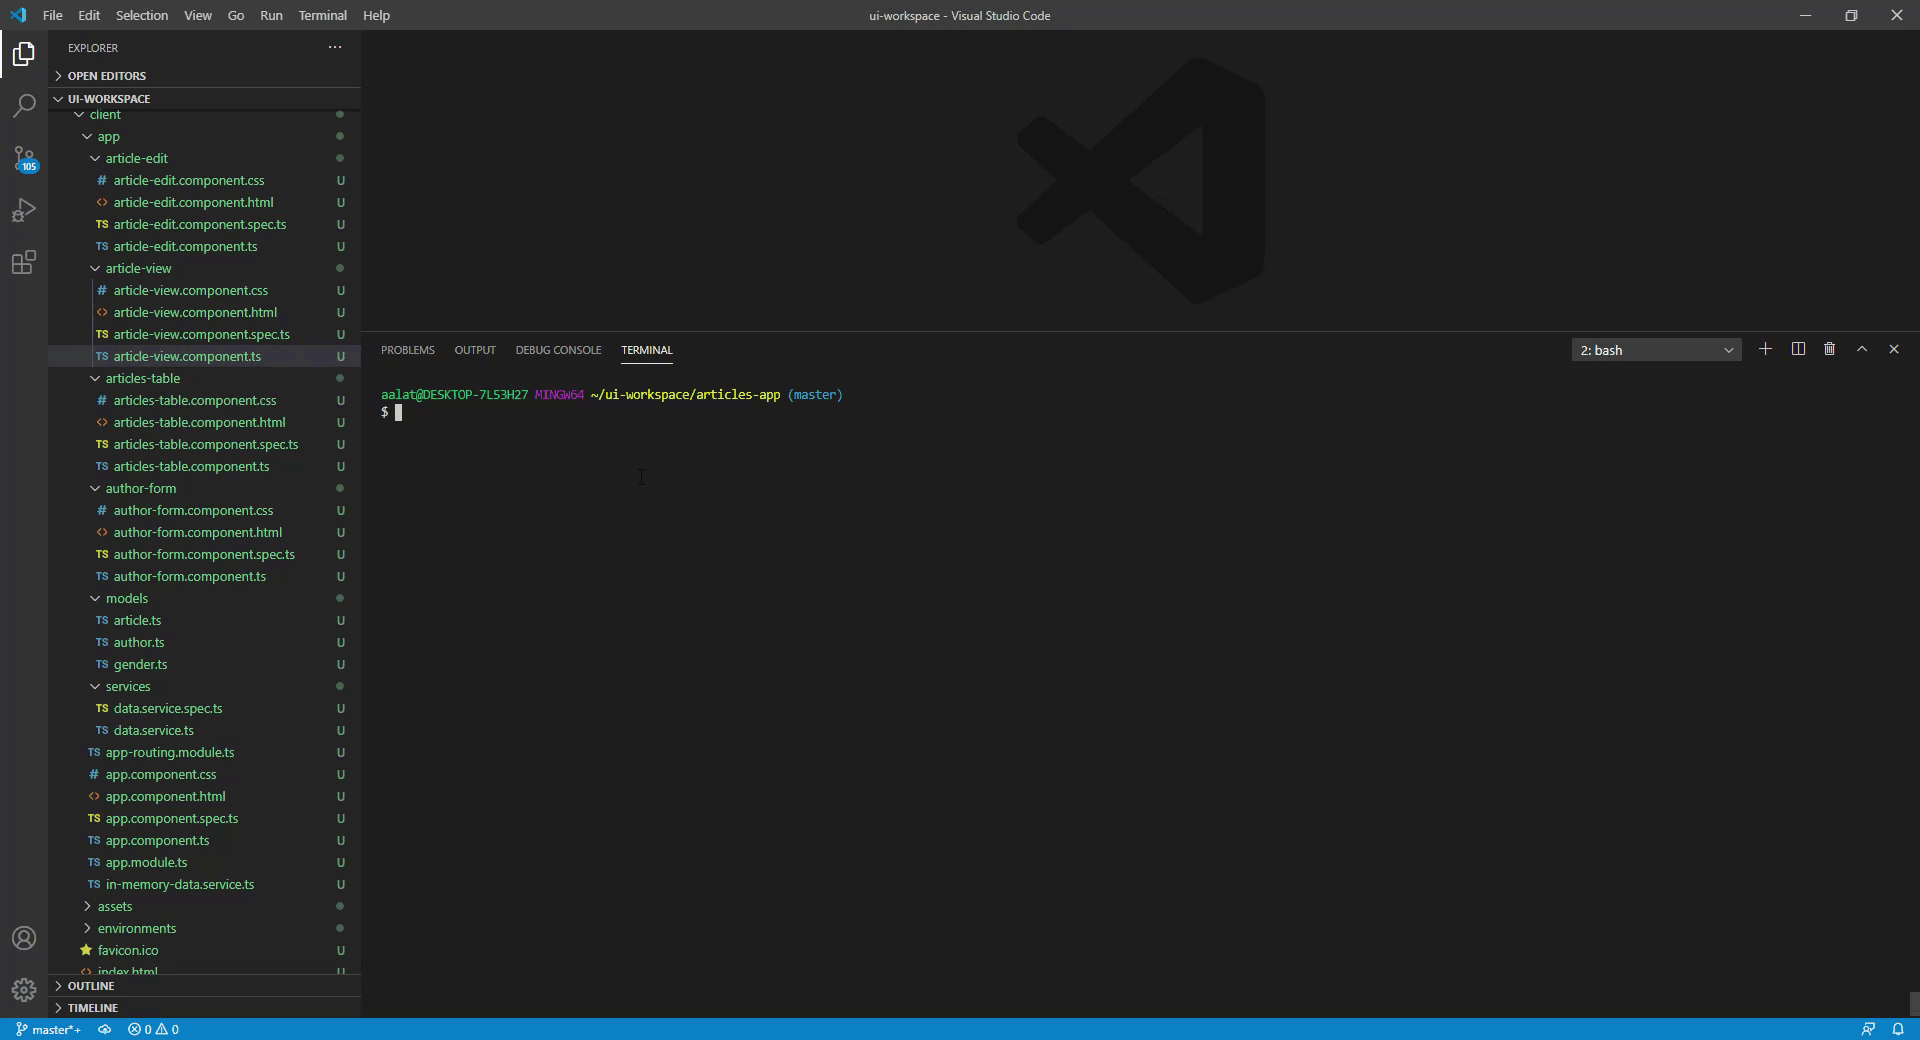 File Edit Selection View Go Run Terminal Help
ui-workspace - Visual Studio Code
EXPLORER
OPEN EDITORS
UI-WORKSPACE
client
app
article-edit
# article-edit.component.css U
<> article-edit.component.html U
TS article-edit.component.spec.ts U
TS article-edit.component.ts U
article-view
# article-view.component.css U
<> article-view.component.html U
TS article-view.component.spec.ts U
TS article-view.component.ts U
articles-table
# articles-table.component.css U
<> articles-table.component.html U
TS articles-table.component.spec.ts U
TS articles-table.component.ts U
author-form
# author-form.component.css U
<> author-form.component.html U
TS author-form.component.spec.ts U
TS author-form.component.ts U
models
TS article.ts U
TS author.ts U
TS gender.ts U
services
TS data.service.spec.ts U
TS data.service.ts U
TS app-routing.module.ts U
# app.component.css U
<> app.component.html U
TS app.component.spec.ts U
TS app.component.ts U
TS app.module.ts U
TS in-memory-data.service.ts U
assets
environments
favicon.ico U
<> index.html U
OUTLINE
TIMELINE
105
PROBLEMS OUTPUT DEBUG CONSOLE TERMINAL
2: bash
aalat@DESKTOP-7L53H27 MINGW64 ~/ui-workspace/articles-app (master)
$
master*+ 0 0